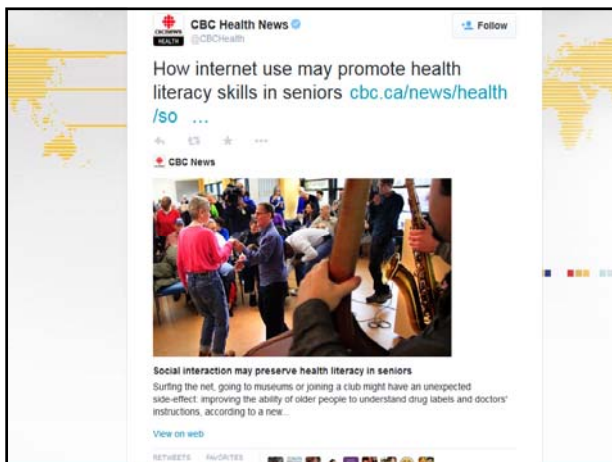 CBC Health News
@CBCHealth
Follow
CBCNEWS
HEALTH
How internet use may promote health
literacy skills in seniors cbc.ca/news/health
/so ...
CBC News
Social interaction may preserve health literacy in seniors
Surfing the net, going to museums or joining a club might have an unexpected
side-effect: improving the ability of older people to understand drug labels and doctors'
instructions, according to a new...
View on web
RETWEETS FAVORITES